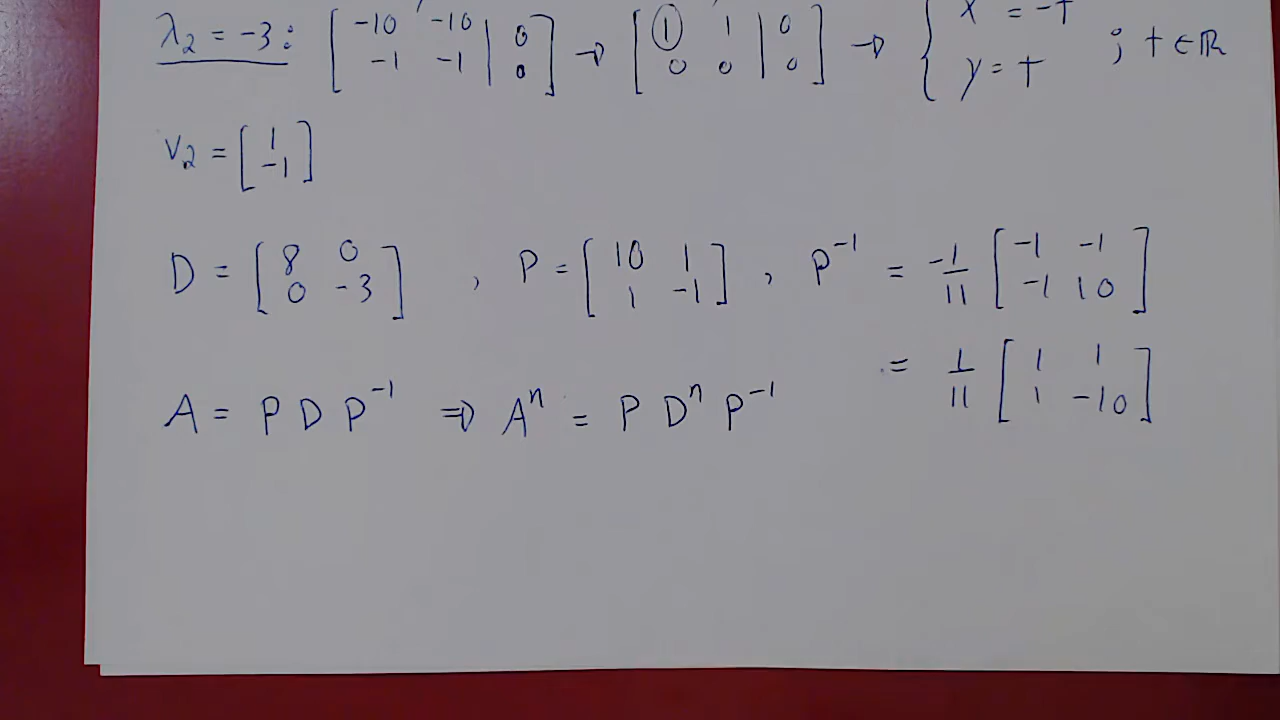 λ₂ = -3: [-10 -10 | 0; -1 -1 | 0] → [1 1 | 0; 0 0 | 0] → { x = -t, y = t ; t ∈ ℝ
v₂ = [1; -1]
D = [8 0; 0 -3] , P = [10 1; 1 -1] , P⁻¹ = -1/11 [-1 -1; -1 10]
= 1/11 [1 1; 1 -10]
A = P D P⁻¹ ⇒ Aⁿ = P Dⁿ P⁻¹